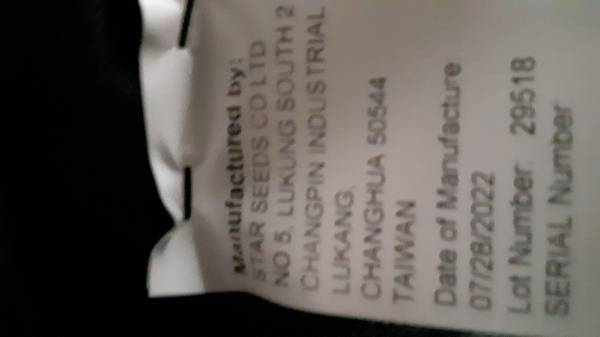 Manufactured by:
STAR SEEDS CO LTD
NO 5. LUKUNG SOUTH 2
CHANGPIN INDUSTRIAL
LUKANG,
CHANGHUA 50544
TAIWAN
Date of Manufacture
07/28/2022
Lot Number: 29518
SERIAL Number